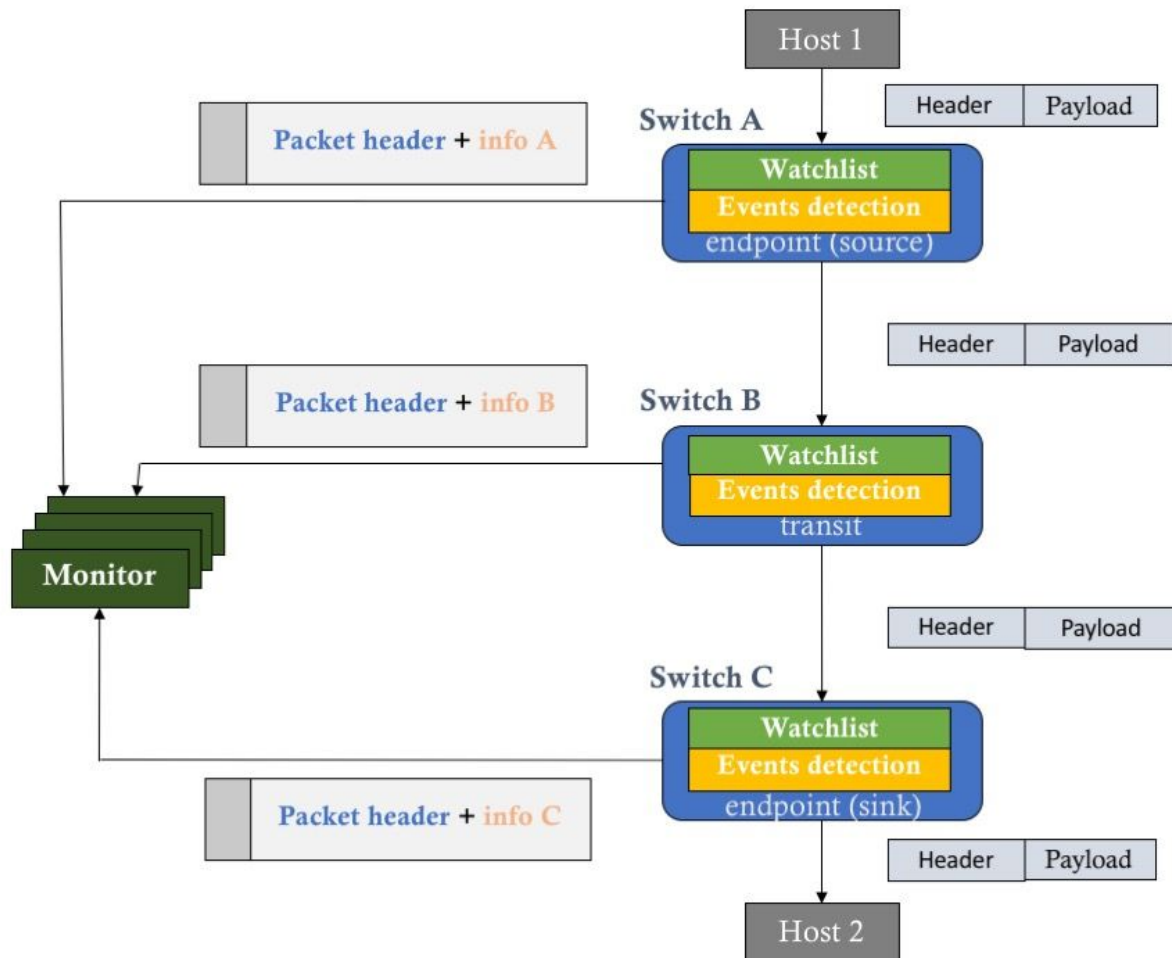 Host 1
Header Payload
Switch A
Packet header + info A
Watchlist
Events detection
endpoint (source)
Header Payload
Switch B
Packet header + info B
Watchlist
Events detection
transit
Monitor
Header Payload
Switch C
Watchlist
Events detection
endpoint (sink)
Packet header + info C
Header Payload
Host 2